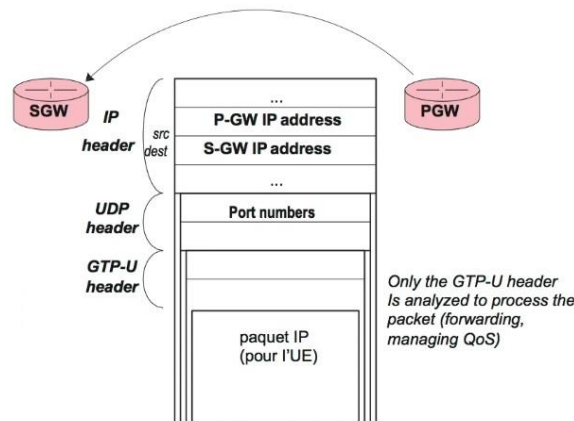 SGW
PGW
IP
header
src
dest
...
P-GW IP address
S-GW IP address
...
UDP
header
Port numbers
GTP-U
header
Only the GTP-U header
Is analyzed to process the
packet (forwarding,
managing QoS)
paquet IP
(pour l'UE)